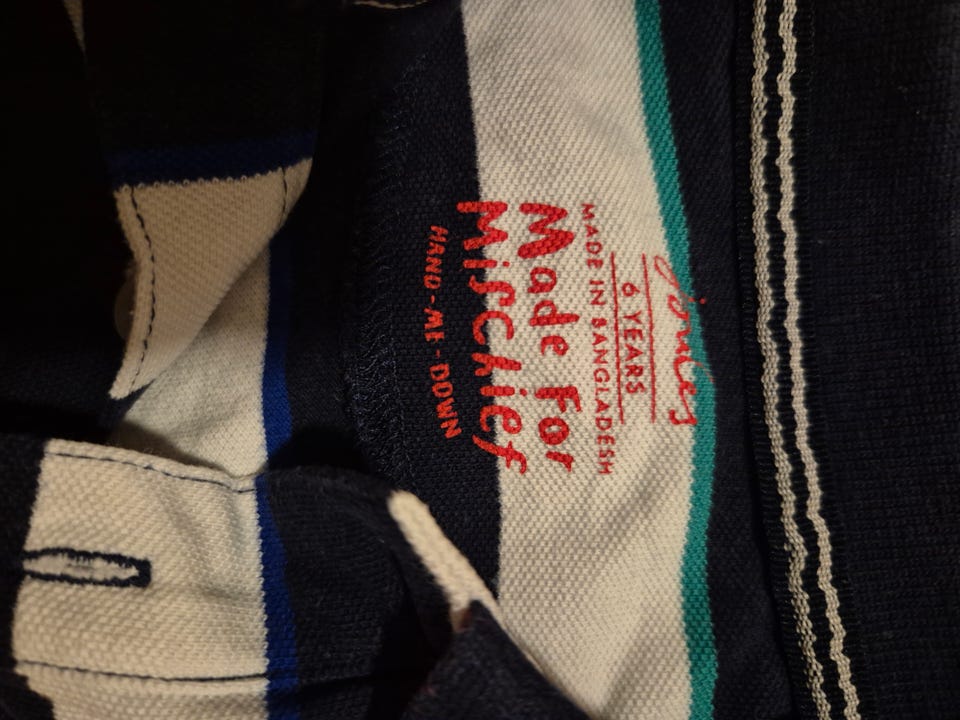 Joules
6 YEARS
MADE IN BANGLADESH
Made For
Mischief
HAND-ME-DOWN